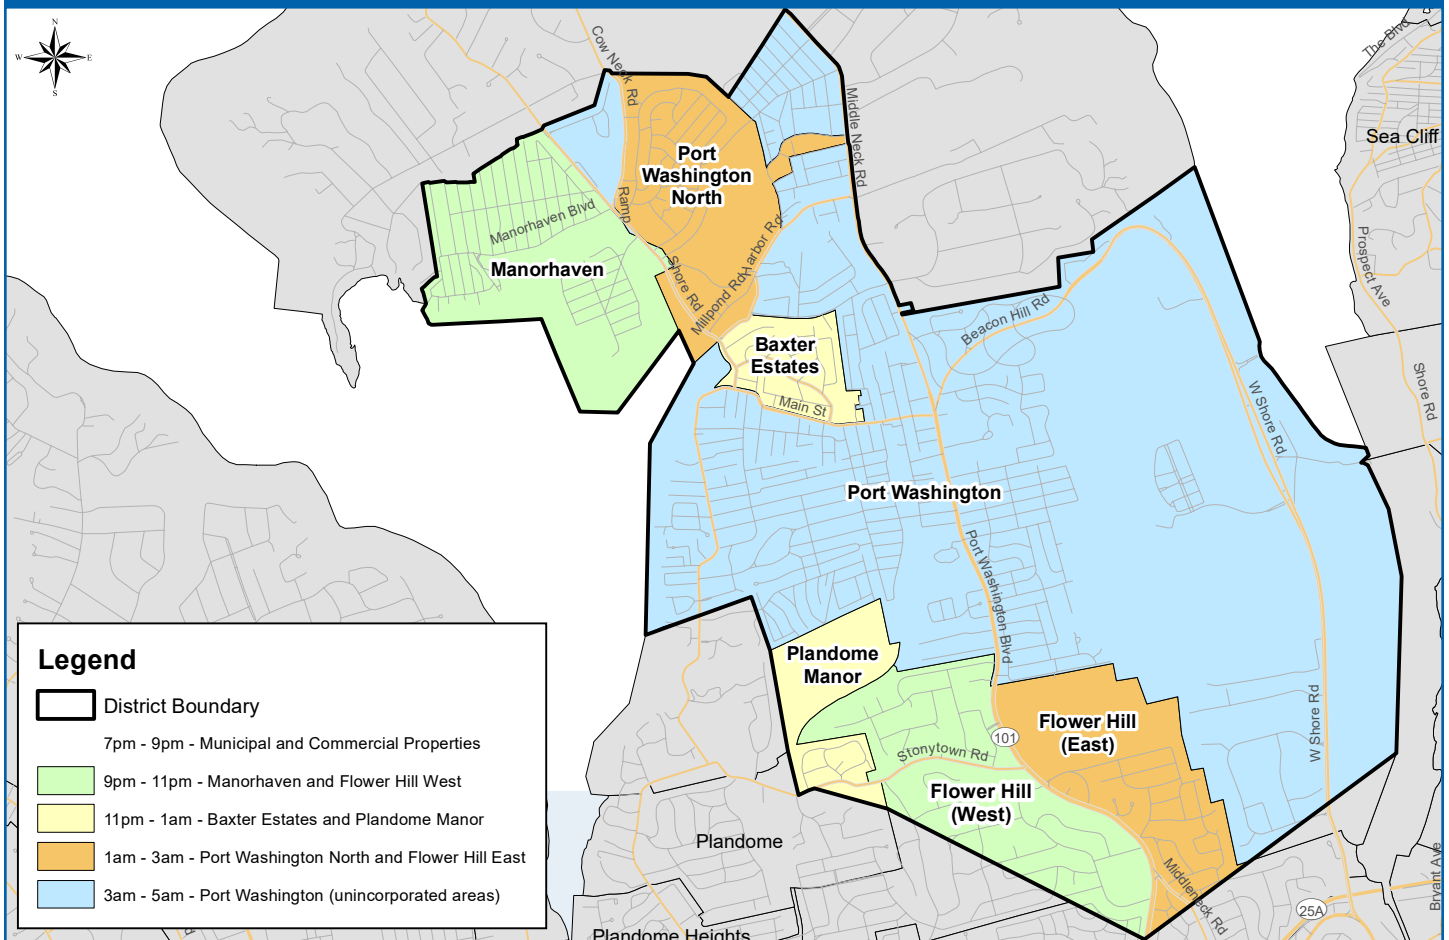 N
W
E
S
Cow Neck Rd
The Blvd
Sea Cliff
Middle Neck Rd
Port
Washington
North
Ramp
Manorhaven Blvd
Manorhaven
Shore Rd
Millpond Rd
Harbor Rd
Prospect Ave
Beacon Hill Rd
Baxter
Estates
Main St
W Shore Rd
Shore Rd
Port Washington
Port Washington Blvd
Plandome
Manor
W Shore Rd
Flower Hill
(East)
101
Stonytown Rd
Flower Hill
(West)
Plandome
Middleneck Rd
25A
Bryant Ave
Plandome Heights
Legend
District Boundary
7pm - 9pm - Municipal and Commercial Properties
9pm - 11pm - Manorhaven and Flower Hill West
11pm - 1am - Baxter Estates and Plandome Manor
1am - 3am - Port Washington North and Flower Hill East
3am - 5am - Port Washington (unincorporated areas)